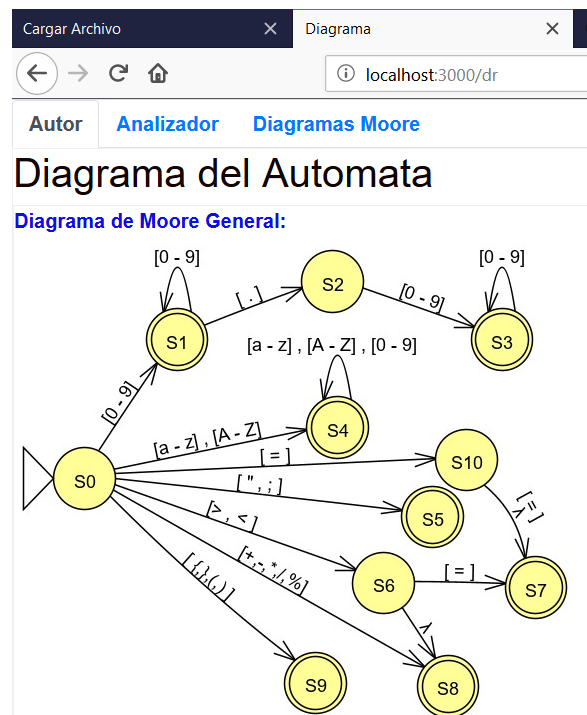 Cargar Archivo
Diagrama
localhost:3000/dr
Autor Analizador Diagramas Moore
Diagrama del Automata
Diagrama de Moore General:
[0 - 9]
[0 - 9]
[ . ]
S2
[0 - 9]
S1
S3
[a - z] , [A - Z] , [0 - 9]
[0 - 9]
S4
[a - z] , [A - Z]
[ = ]
S10
S0
[ " , ; ]
S5
[ = ]
λ
[>, < ]
[+,-, *,/,%]
[ = ]
S6
S7
[ {,},(,) ]
λ
S9
S8